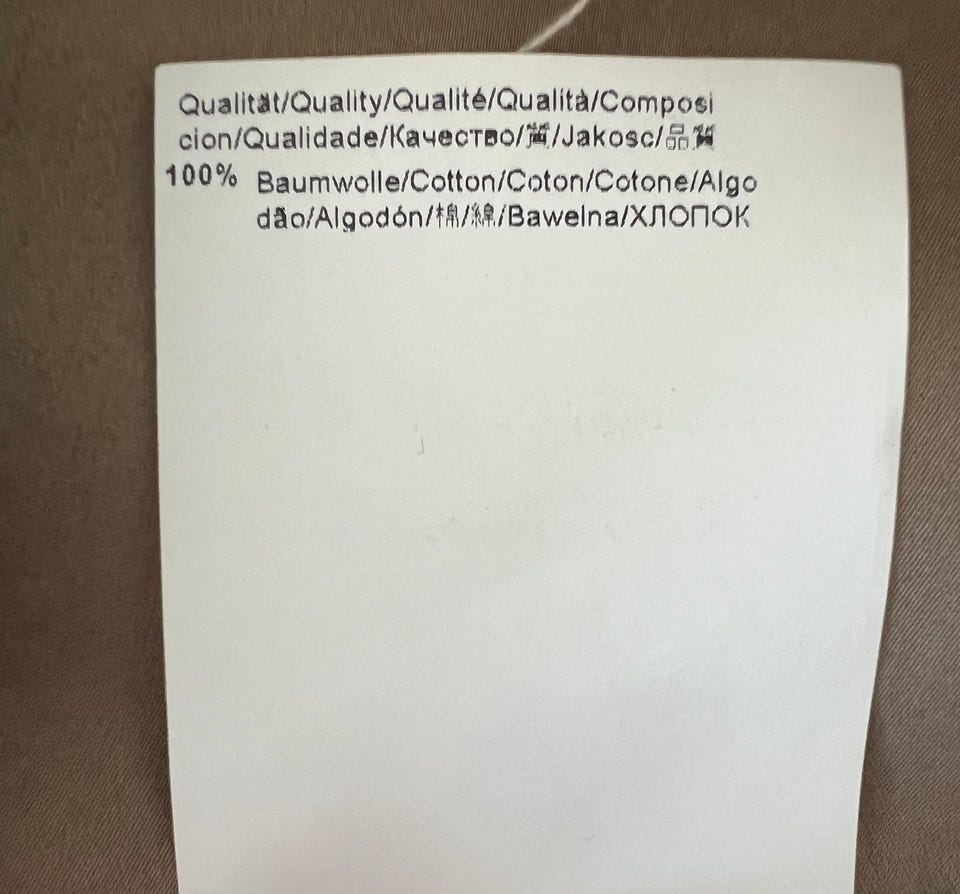 Qualität/Quality/Qualité/Qualità/Composi
cion/Qualidade/Качество/質/Jakosc/品質
100% Baumwolle/Cotton/Coton/Cotone/Algo
dão/Algodón/棉/綿/Bawelna/ХЛОПОК